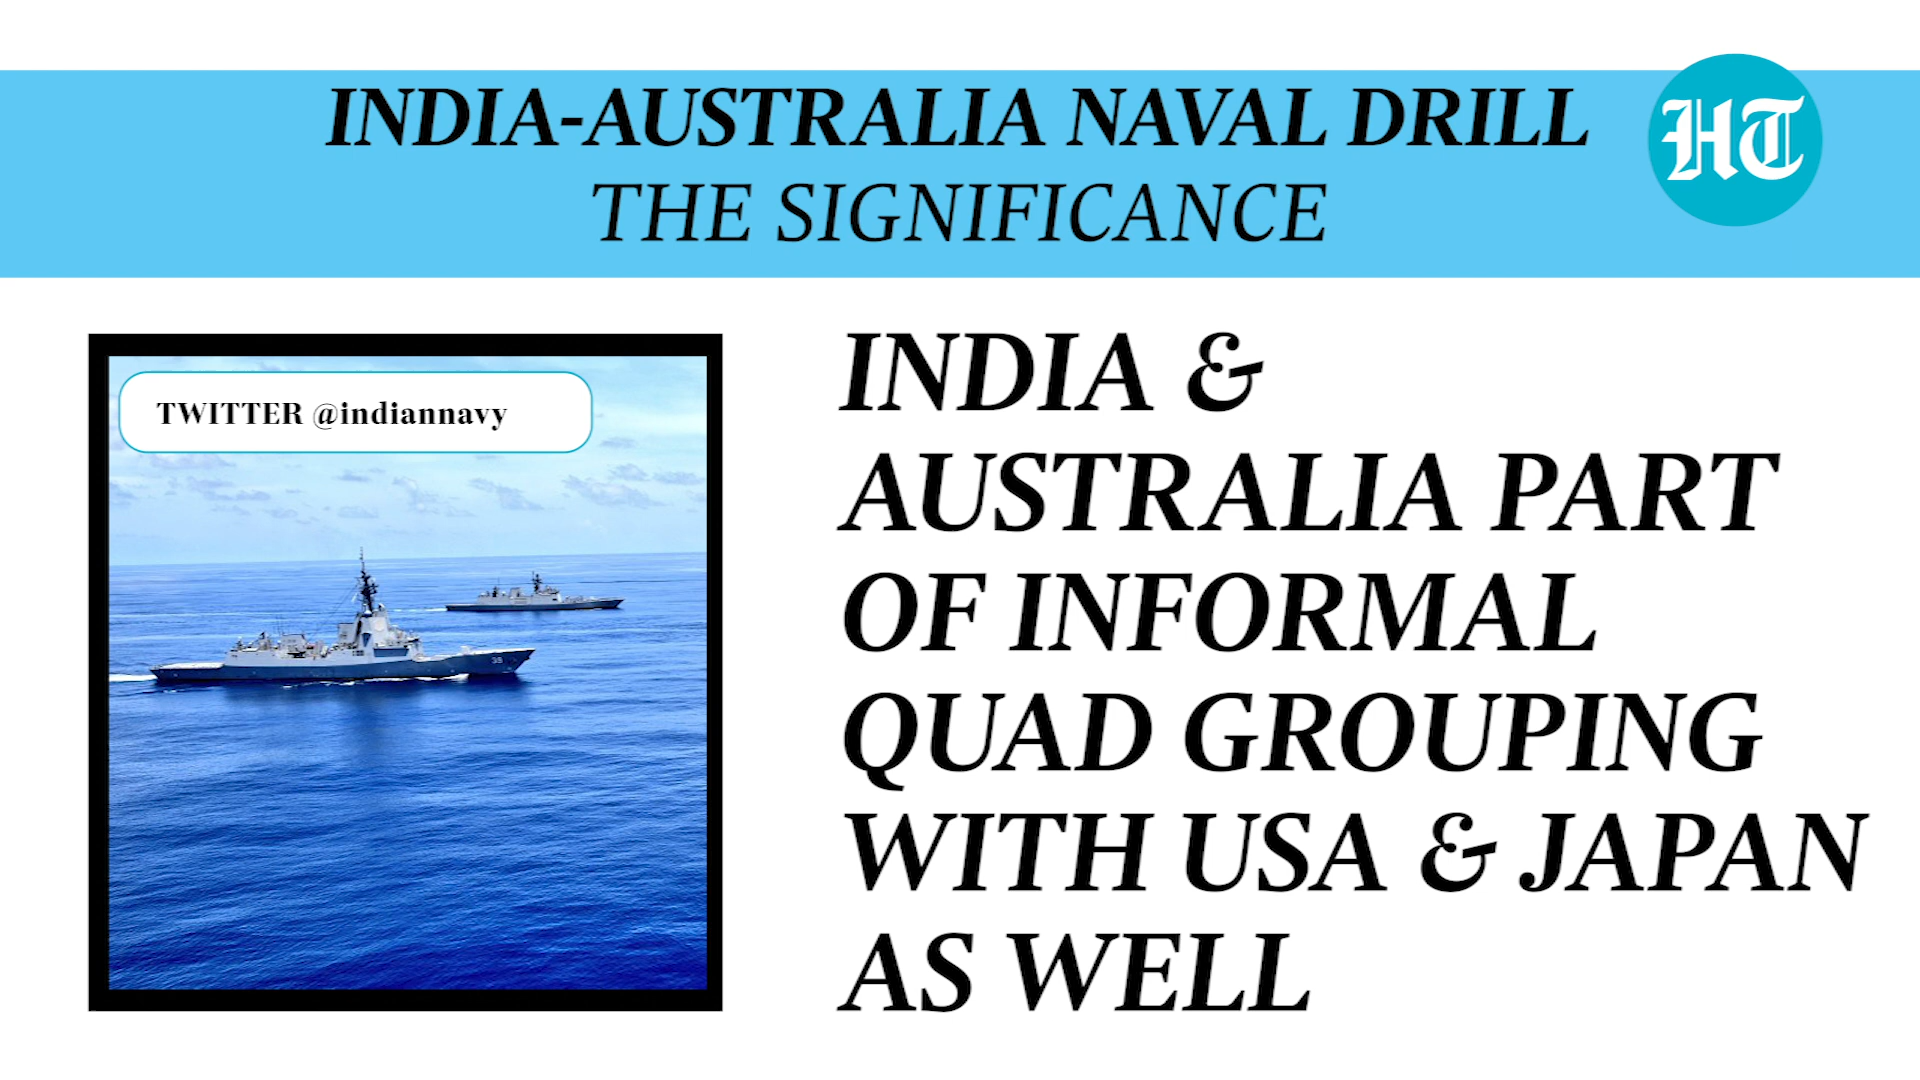 INDIA-AUSTRALIA NAVAL DRILL
THE SIGNIFICANCE
HT
TWITTER @indiannavy
39
INDIA &
AUSTRALIA PART
OF INFORMAL
QUAD GROUPING
WITH USA & JAPAN
AS WELL